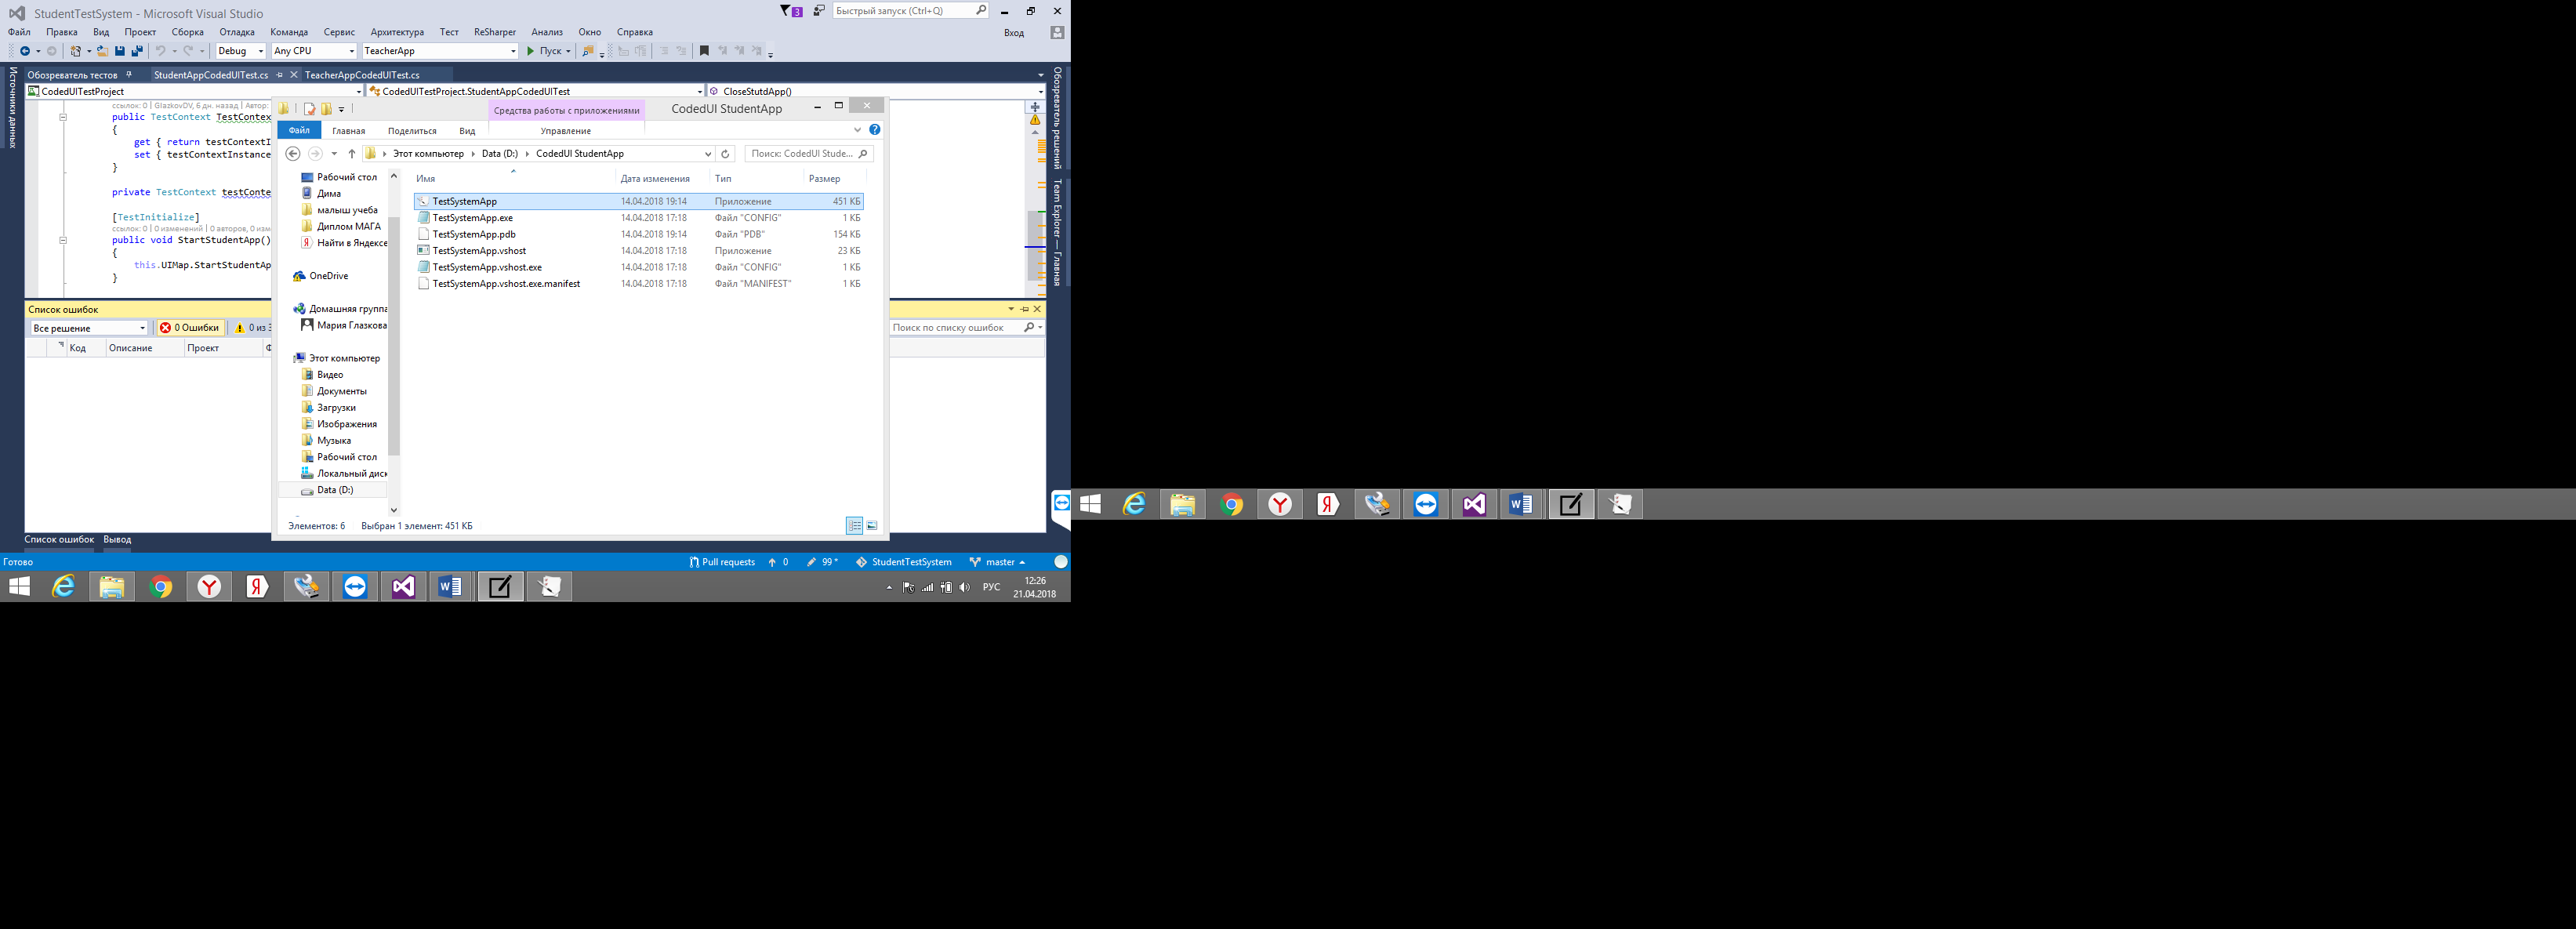 StudentTestSystem - Microsoft Visual Studio
3
Быстрый запуск (Ctrl+Q)
Файл Правка Вид Проект Сборка Отладка Команда Сервис Архитектура Тест ReSharper Анализ Окно Справка
Вход
Debug Any CPU TeacherApp Пуск
Источники данных
Обозреватель тестов StudentAppCodedUITest.cs TeacherAppCodedUITest.cs
CodedUITestProject CodedUITestProject.StudentAppCodedUITest CloseStutdApp()
ссылок: 0 | GlazkovDV, 6 дн. назад | Автор:
public TestContext TestContex
{
get { return testContextI
set { testContextInstance
}
private TestContext testConte
[TestInitialize]
ссылок: 0 | 0 изменений | 0 авторов, 0 изм
public void StartStudentApp()
{
this.UIMap.StartStudentAp
}
Обозреватель решений
Team Explorer — Главная
Средства работы с приложениями
CodedUI StudentApp
Файл Главная Поделиться Вид Управление
Этот компьютер Data (D:) CodedUI StudentApp
Поиск: CodedUI Stude...
Рабочий стол
Дима
малыш учеба
Диплом МАГА
Я Найти в Яндексе
OneDrive
Домашняя группа
Мария Глазкова
Этот компьютер
Видео
Документы
Загрузки
Изображения
Музыка
Рабочий стол
Локальный диск
Data (D:)
Имя Дата изменения Тип Размер
TestSystemApp 14.04.2018 19:14 Приложение 451 КБ
TestSystemApp.exe 14.04.2018 17:18 Файл "CONFIG" 1 КБ
TestSystemApp.pdb 14.04.2018 19:14 Файл "PDB" 154 КБ
TestSystemApp.vshost 14.04.2018 17:18 Приложение 23 КБ
TestSystemApp.vshost.exe 14.04.2018 17:18 Файл "CONFIG" 1 КБ
TestSystemApp.vshost.exe.manifest 14.04.2018 17:18 Файл "MANIFEST" 1 КБ
Элементов: 6 Выбран 1 элемент: 451 КБ
Список ошибок
Все решение 0 Ошибки 0 из 3
Поиск по списку ошибок
Код Описание Проект Ф
Список ошибок Вывод
Готово
Pull requests 0 99* StudentTestSystem master
РУС
12:26
21.04.2018